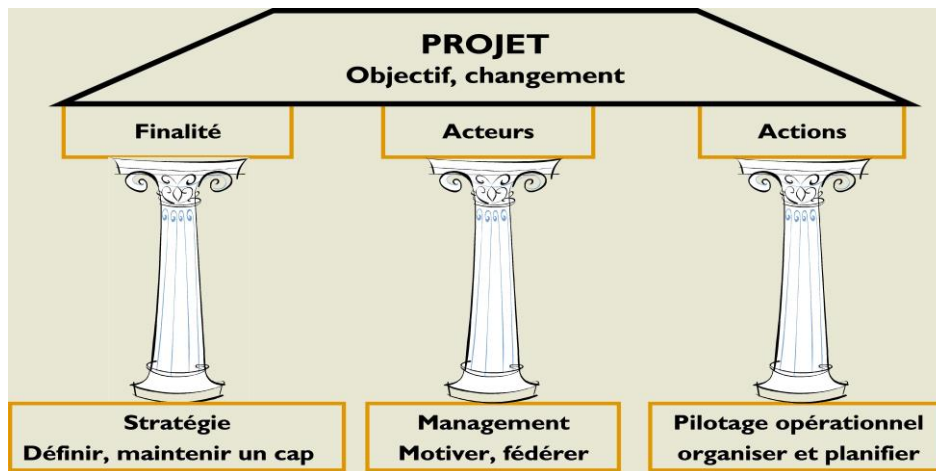 PROJET
Objectif, changement
Finalité
Acteurs
Actions
Stratégie
Définir, maintenir un cap
Management
Motiver, fédérer
Pilotage opérationnel
organiser et planifier